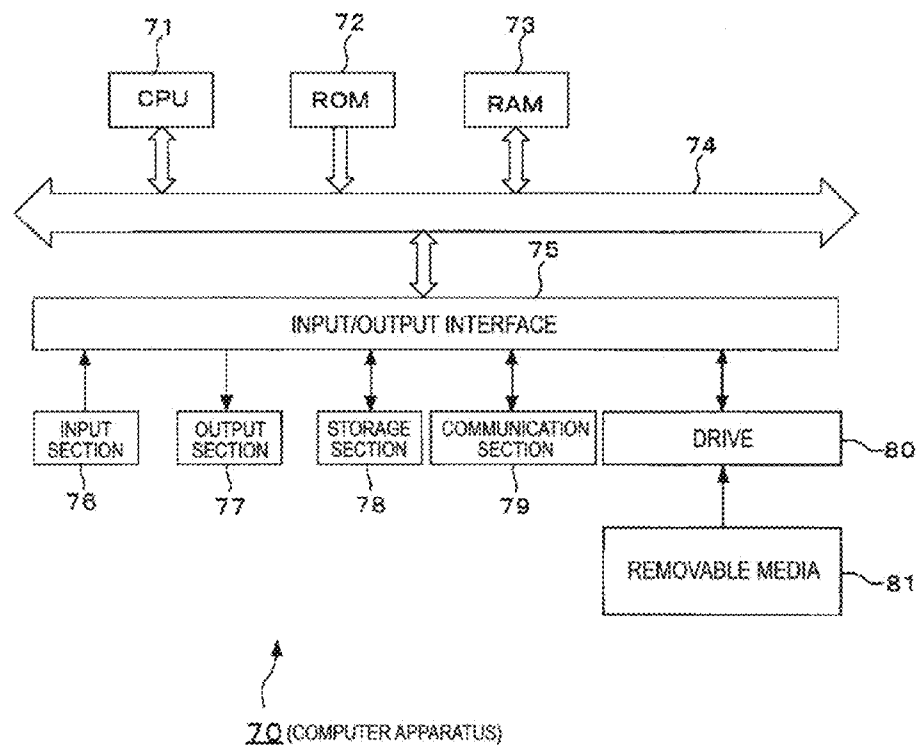 71
72
73
CPU
ROM
RAM
74
75
INPUT/OUTPUT INTERFACE
INPUT
SECTION
OUTPUT
SECTION
STORAGE
SECTION
COMMUNICATION
SECTION
DRIVE
80
76
77
78
79
REMOVABLE MEDIA
81
70 (COMPUTER APPARATUS)